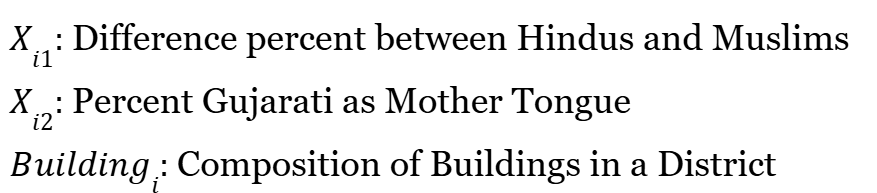 X_{i1}: Difference percent between Hindus and Muslims
X_{i2}: Percent Gujarati as Mother Tongue
Building_i: Composition of Buildings in a District